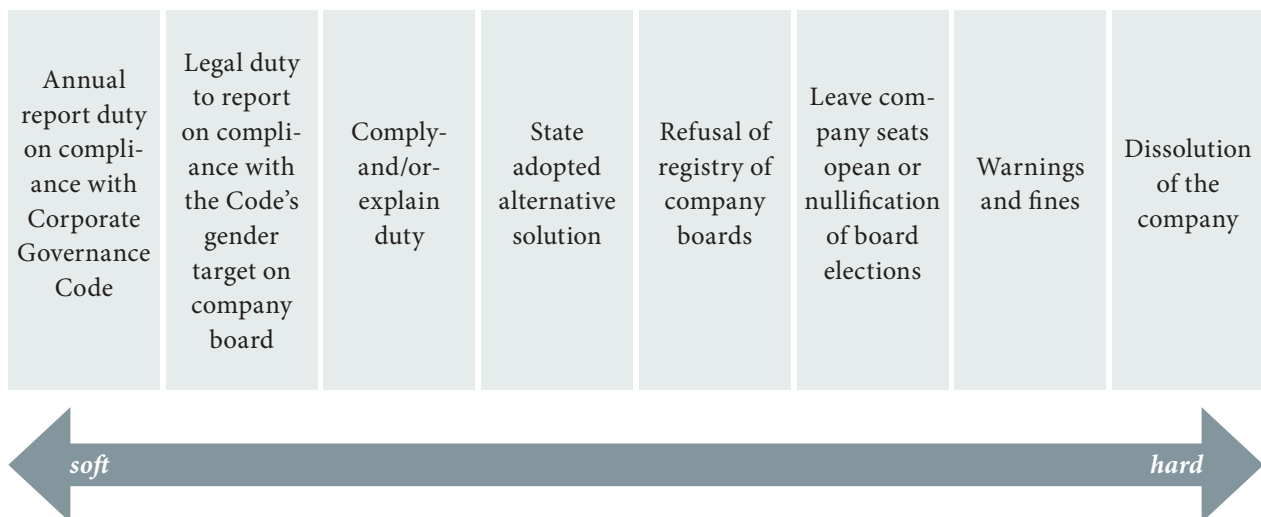 Annual
report duty
on compli-
ance with
Corporate
Governance
Code
Legal duty
to report
on compli-
ance with
the Code's
gender
target on
company
board
Comply-
and/or-
explain
duty
State
adopted
alternative
solution
Refusal of
registry of
company
boards
Leave com-
pany seats
opean or
nullification
of board
elections
Warnings
and fines
Dissolution
of the
company
soft
hard